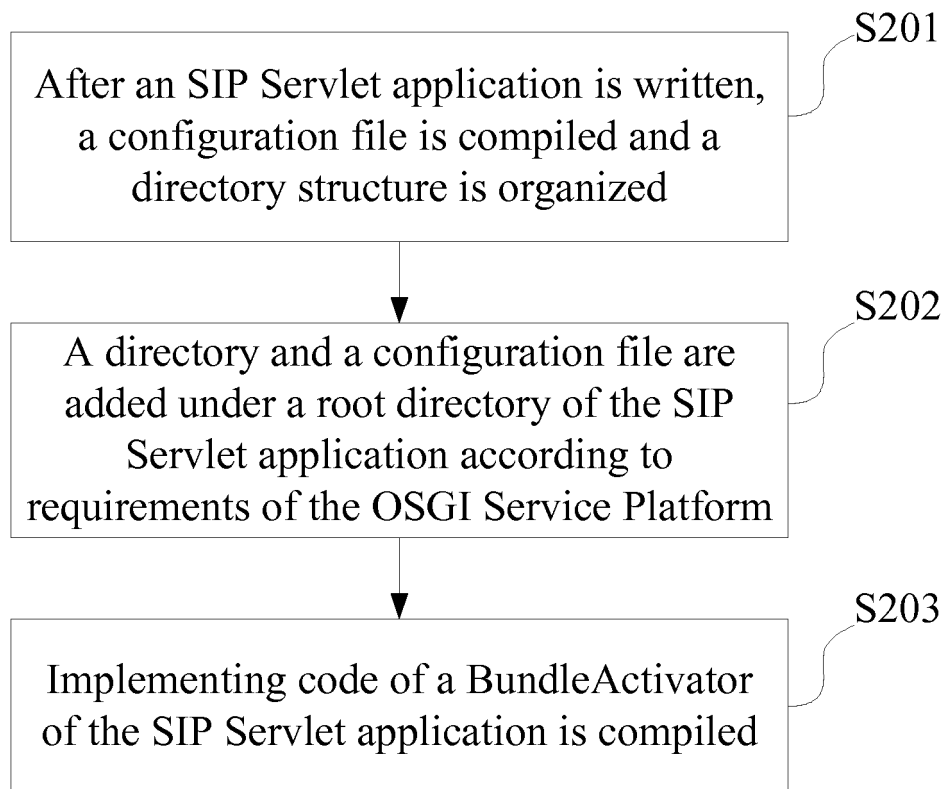 S201
After an SIP Servlet application is written,
a configuration file is compiled and a
directory structure is organized
S202
A directory and a configuration file are
added under a root directory of the SIP
Servlet application according to
requirements of the OSGI Service Platform
S203
Implementing code of a BundleActivator
of the SIP Servlet application is compiled